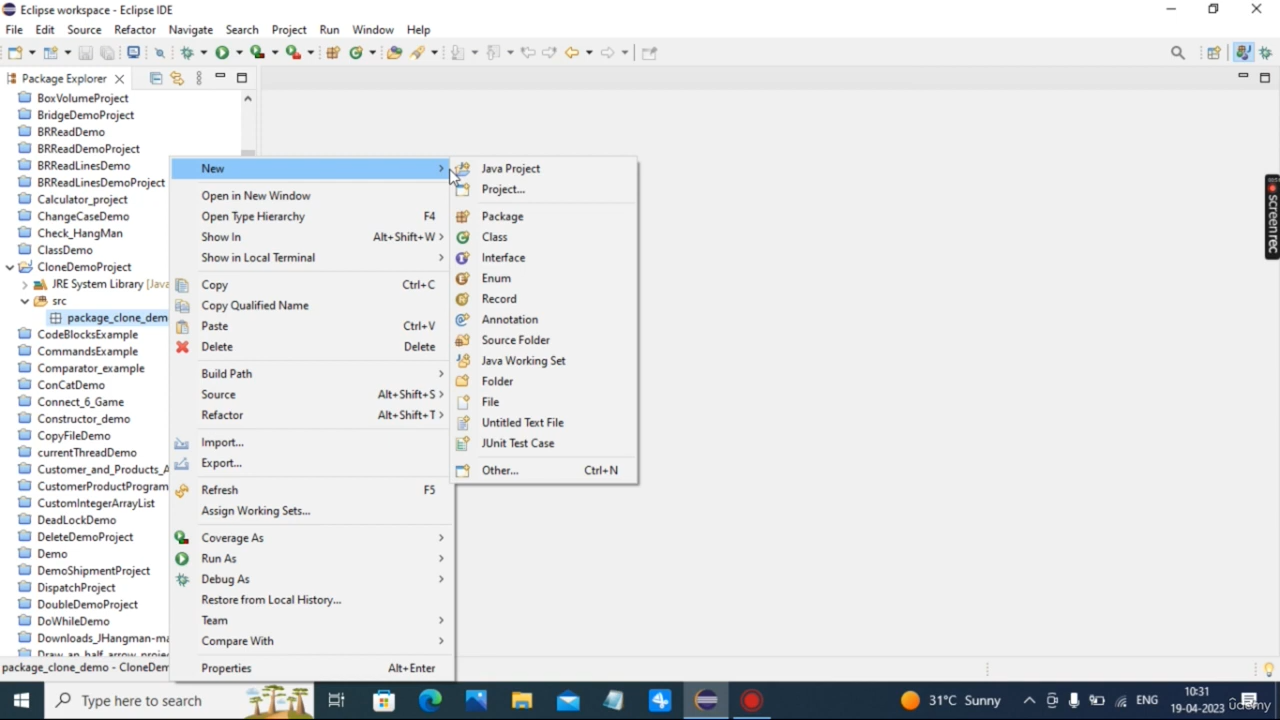 Eclipse workspace - Eclipse IDE
File Edit Source Refactor Navigate Search Project Run Window Help
Package Explorer
BoxVolumeProject
BridgeDemoProject
BRReadDemo
BRReadDemoProject
BRReadLinesDemo
BRReadLinesDemoProject
Calculator_project
ChangeCaseDemo
Check_HangMan
ClassDemo
CloneDemoProject
JRE System Library [Java
src
package_clone_dem
CodeBlocksExample
CommandsExample
Comparator_example
ConCatDemo
Connect_6_Game
Constructor_demo
CopyFileDemo
currentThreadDemo
Customer_and_Products_A
CustomerProductProgram
CustomIntegerArrayList
DeadLockDemo
DeleteDemoProject
Demo
DemoShipmentProject
DispatchProject
DoubleDemoProject
DoWhileDemo
Downloads_JHangman-ma
Draw_an_half_arrow_projec
New
Open in New Window
Open Type Hierarchy F4
Show In Alt+Shift+W
Show in Local Terminal
Copy Ctrl+C
Copy Qualified Name
Paste Ctrl+V
Delete Delete
Build Path
Source Alt+Shift+S
Refactor Alt+Shift+T
Import...
Export...
Refresh F5
Assign Working Sets...
Coverage As
Run As
Debug As
Restore from Local History...
Team
Compare With
Properties Alt+Enter
Java Project
Project...
Package
Class
Interface
Enum
Record
Annotation
Source Folder
Java Working Set
Folder
File
Untitled Text File
JUnit Test Case
Other... Ctrl+N
screenrec
package_clone_demo - CloneDem
Type here to search
31°C Sunny
ENG
10:31
19-04-2023
udemy